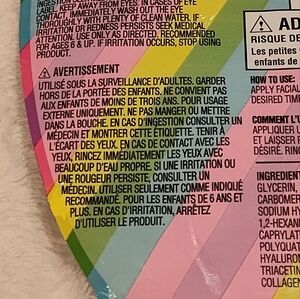 INGESTION
LABEL. KEEP AWAY FROM EYES. IN CASES OF EYE
CONTACT, IMMEDIATELY WASH OUT THE EYE
THOROUGHLY WITH PLENTY OF CLEAN WATER. IF
IRRITATION OR REDNESS PERSISTS SEEK MEDICAL
ATTENTION. USE ONLY AS DIRECTED. RECOMMENDED
FOR AGES 6 & UP. IF IRRITATION OCCURS, STOP USING
PRODUCT.
⚠ AVERTISSEMENT
UTILISÉ SOUS LA SURVEILLANCE D'ADULTES. GARDER
HORS DE LA PORTÉE DES ENFANTS. NE CONVIENT PAS
AUX ENFANTS DE MOINS DE TROIS ANS. POUR USAGE
EXTERNE UNIQUEMENT. NE PAS MANGER OU METTRE
DANS LA BOUCHE. EN CAS D'INGESTION CONSULTER UN
MÉDECIN ET MONTRER CETTE ÉTIQUETTE. TENIR À
L'ÉCART DES YEUX. EN CAS DE CONTACT AVEC LES
YEUX, RINCEZ IMMÉDIATEMENT LES YEUX AVEC
BEAUCOUP D'EAU PROPRE. SI UNE IRRITATION OU
UNE ROUGEUR PERSISTE, CONSULTER UN
MÉDECIN. UTILISER SEULEMENT COMME INDIQUÉ
RECOMMANDÉ. POUR LES ENFANTS DE 6 ANS ET
PLUS. EN CAS D'IRRITATION, ARRÊTEZ
D'UTILISER LE PRODUIT.
⚠ AD
RISQUE DE
Les petites
enfants de
HOW TO USE:
APPLY FACIAL
DESIRED TIM
COMMENT L'U
APPLIQUER
ET LAISSER
DÉSIRÉ. RIN
INGREDIENT
GLYCERIN,
CARBOMER
SODIUM HY
1,2-HEXAN
CAPRYLYL
POLYQUAT
HYALURON
TRIACETIN
COLLAGEN